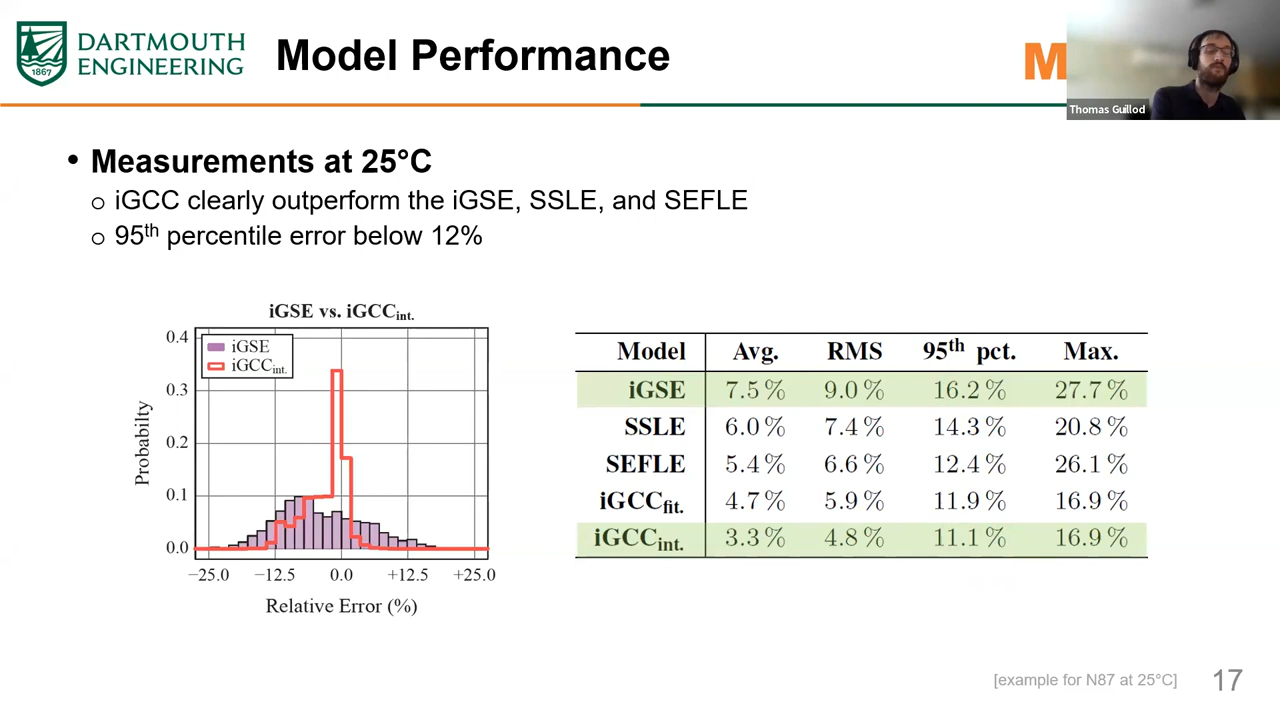 DARTMOUTH
ENGINEERING
1867
Model Performance
M
Thomas Guillod
• Measurements at 25°C
o iGCC clearly outperform the iGSE, SSLE, and SEFLE
o 95th percentile error below 12%
iGSE vs. iGCCint.
iGSE
iGCCint.
0.4
0.3
0.2
0.1
0.0
Probabilty
−25.0 −12.5 0.0 +12.5 +25.0
Relative Error (%)
Model Avg. RMS 95th pct. Max.
iGSE 7.5 % 9.0 % 16.2 % 27.7 %
SSLE 6.0 % 7.4 % 14.3 % 20.8 %
SEFLE 5.4 % 6.6 % 12.4 % 26.1 %
iGCCfit. 4.7 % 5.9 % 11.9 % 16.9 %
iGCCint. 3.3 % 4.8 % 11.1 % 16.9 %
[example for N87 at 25°C]
17